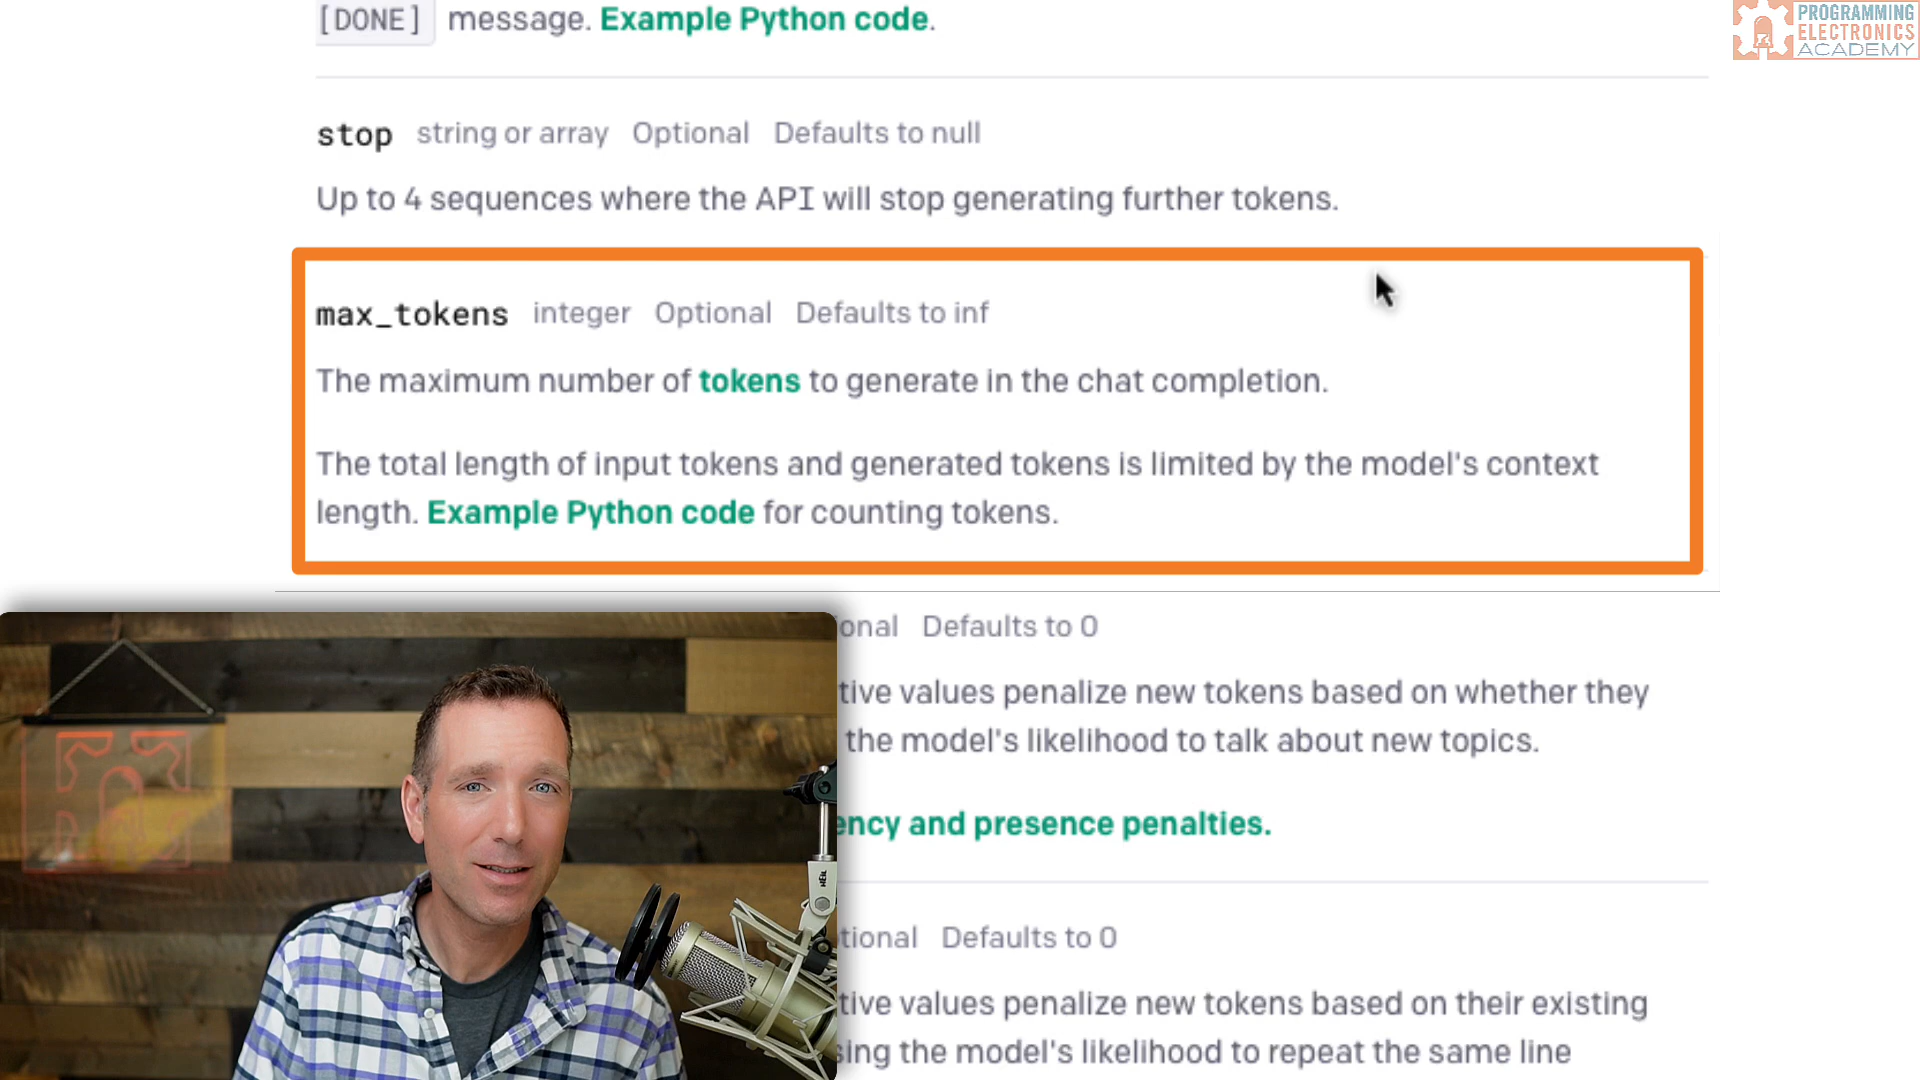 [DONE] message. Example Python code.
PROGRAMMING
ELECTRONICS
ACADEMY
stop string or array Optional Defaults to null
Up to 4 sequences where the API will stop generating further tokens.
max_tokens integer Optional Defaults to inf
The maximum number of tokens to generate in the chat completion.
The total length of input tokens and generated tokens is limited by the model's context
length. Example Python code for counting tokens.
onal Defaults to 0
tive values penalize new tokens based on whether they
the model's likelihood to talk about new topics.
ency and presence penalties.
tional Defaults to 0
tive values penalize new tokens based on their existing
sing the model's likelihood to repeat the same line
HEIL